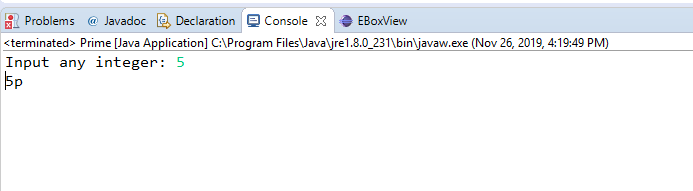 Problems @ Javadoc Declaration Console EBoxView
<terminated> Prime [Java Application] C:\Program Files\Java\jre1.8.0_231\bin\javaw.exe (Nov 26, 2019, 4:19:49 PM)
Input any integer: 5
5p